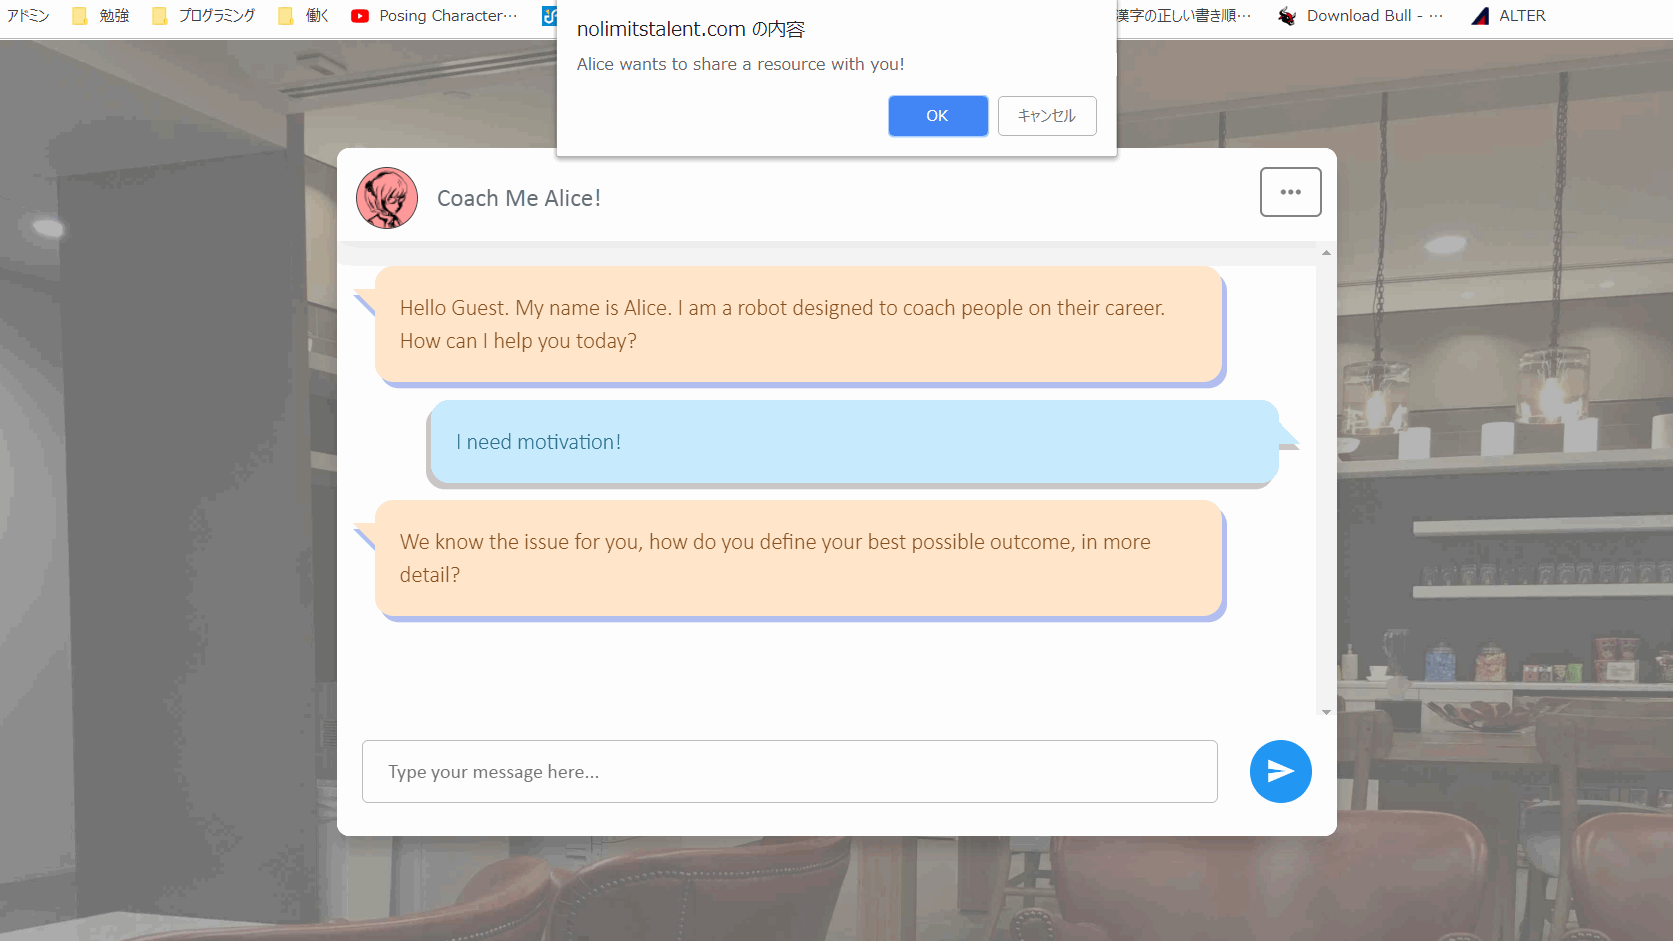 アドミン 勉強 プログラミング 働く Posing Character… 漢字の正しい書き順… Download Bull - … ALTER
nolimitstalent.com の内容
Alice wants to share a resource with you!
OK キャンセル
Coach Me Alice!
Hello Guest. My name is Alice. I am a robot designed to coach people on their career.
How can I help you today?
I need motivation!
We know the issue for you, how do you define your best possible outcome, in more
detail?
Type your message here...